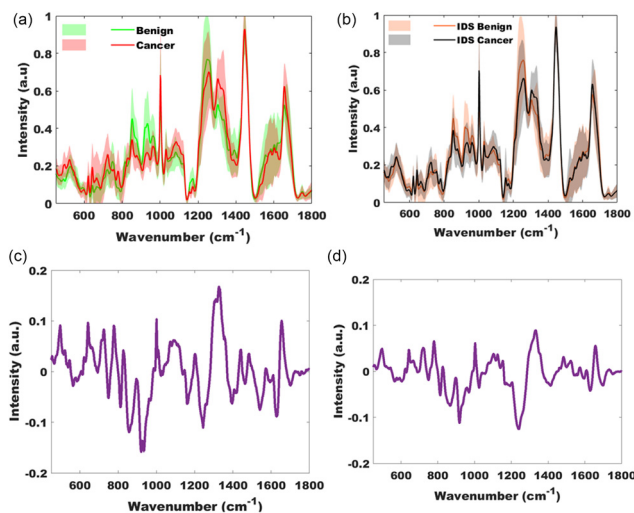 (a)
Benign
Cancer
1
0.8
0.6
0.4
0.2
0
Intensity (a.u)
600 800 1000 1200 1400 1600 1800
Wavenumber (cm-1)
(b)
IDS Benign
IDS Cancer
1
0.8
0.6
0.4
0.2
0
Intensity (a.u)
600 800 1000 1200 1400 1600 1800
Wavenumber (cm-1)
(c)
0.2
0.1
0
-0.1
-0.2
Intensity (a.u.)
600 800 1000 1200 1400 1600 1800
Wavenumber (cm-1)
(d)
0.2
0.1
0
-0.1
-0.2
Intensity (a.u.)
600 800 1000 1200 1400 1600 1800
Wavenumber (cm-1)